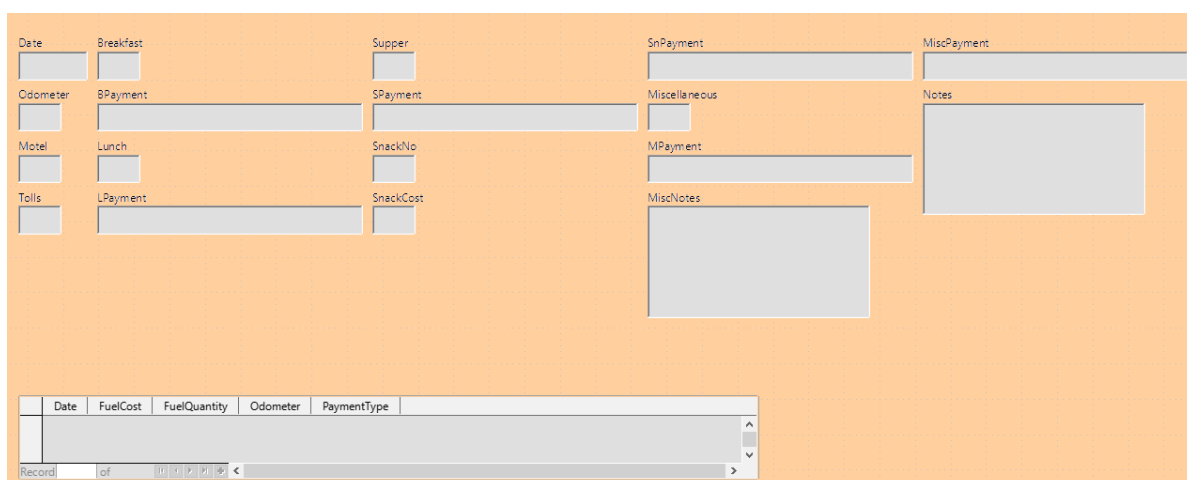 Date Breakfast Supper SnPayment MiscPayment
Odometer BPayment SPayment Miscellaneous Notes
Motel Lunch SnackNo MPayment
Tolls LPayment SnackCost MiscNotes
Date FuelCost FuelQuantity Odometer PaymentType
Record of